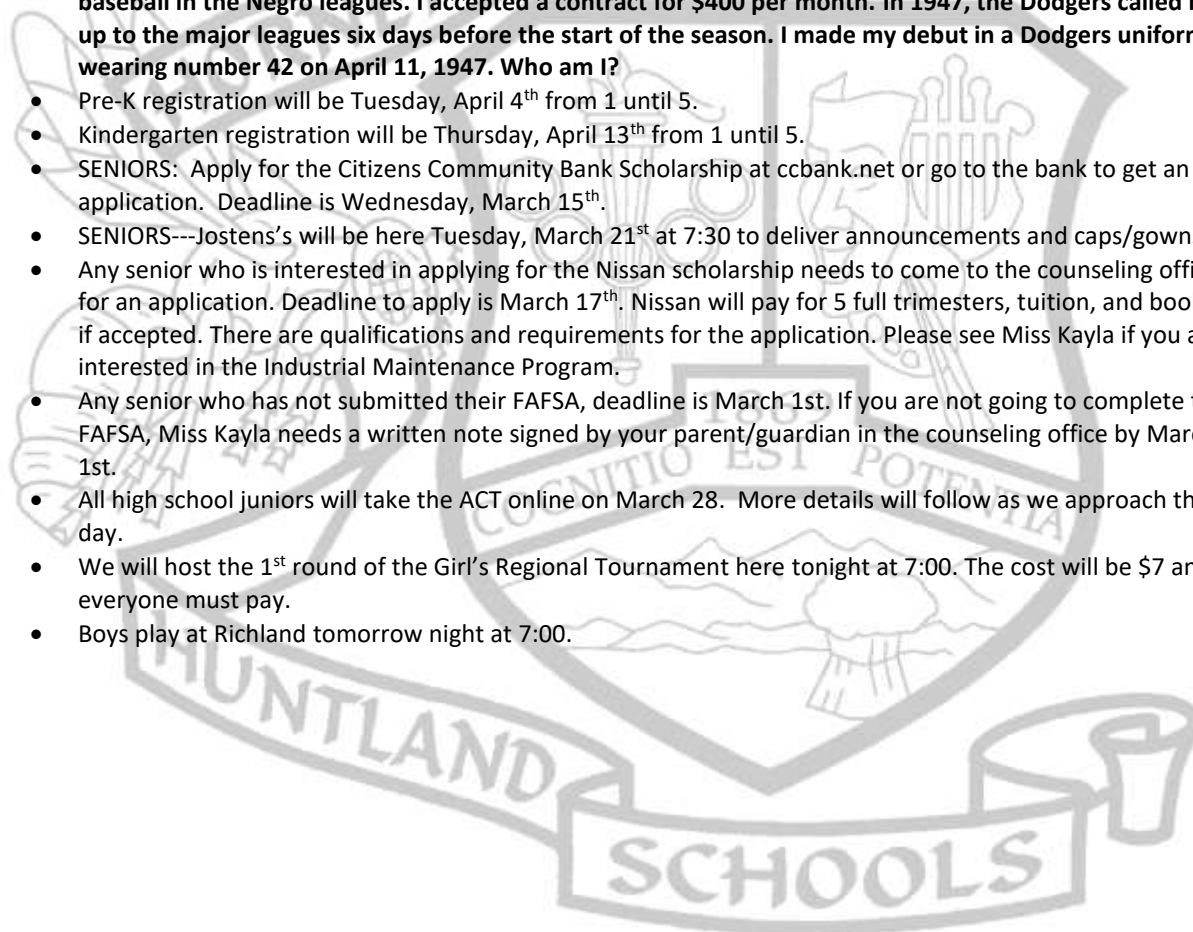 baseball in the Negro leagues. I accepted a contract for $400 per month. In 1947, the Dodgers called
up to the major leagues six days before the start of the season. I made my debut in a Dodgers
wearing number 42 on April 11, 1947. Who am I?
• Pre-K registration will be Tuesday, April 4th from 1 until 5.
• Kindergarten registration will be Thursday, April 13th from 1 until 5.
• SENIORS: Apply for the Citizens Community Bank Scholarship at ccbank.net or go to the bank to get an
application. Deadline is Wednesday, March 15th.
• SENIORS---Jostens's will be here Tuesday, March 21st at 7:30 to deliver announcements and caps/gowns
• Any senior who is interested in applying for the Nissan scholarship needs to come to the counseling
for an application. Deadline to apply is March 17th. Nissan will pay for 5 full trimesters, tuition, and
if accepted. There are qualifications and requirements for the application. Please see Miss Kayla if you
interested in the Industrial Maintenance Program.
• Any senior who has not submitted their FAFSA, deadline is March 1st. If you are not going to complete
FAFSA, Miss Kayla needs a written note signed by your parent/guardian in the counseling office by
1st.
• All high school juniors will take the ACT online on March 28. More details will follow as we approach
day.
• We will host the 1st round of the Girl's Regional Tournament here tonight at 7:00. The cost will be $7
everyone must pay.
• Boys play at Richland tomorrow night at 7:00.
COGNITIO EST POTENTIA
HUNTLAND
SCHOOLS